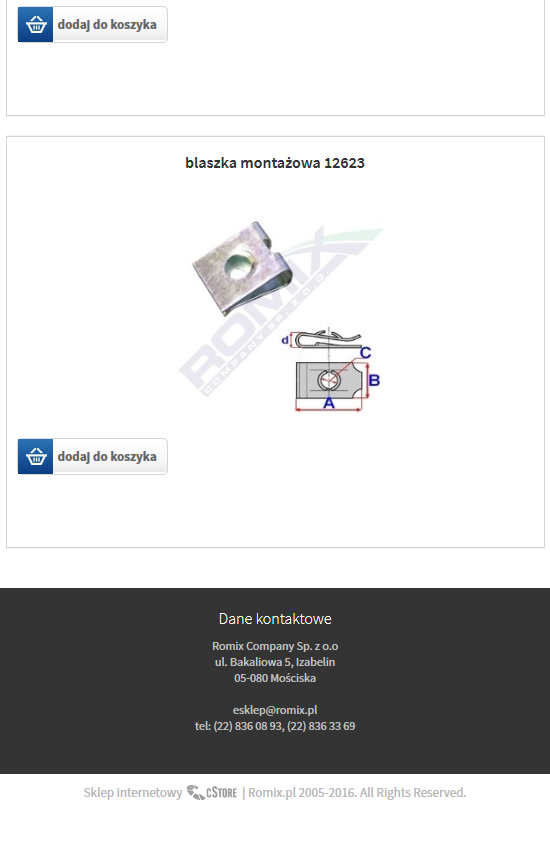 dodaj do koszyka
blaszka montażowa 12623
ROMIX
COMPANY SP. Z O.O.
d
C
B
A
dodaj do koszyka
Dane kontaktowe
Romix Company Sp. z o.o
ul. Bakaliowa 5, Izabelin
05-080 Mościska
esklep@romix.pl
tel: (22) 836 08 93, (22) 836 33 69
Sklep internetowy cStore | Romix.pl 2005-2016. All Rights Reserved.